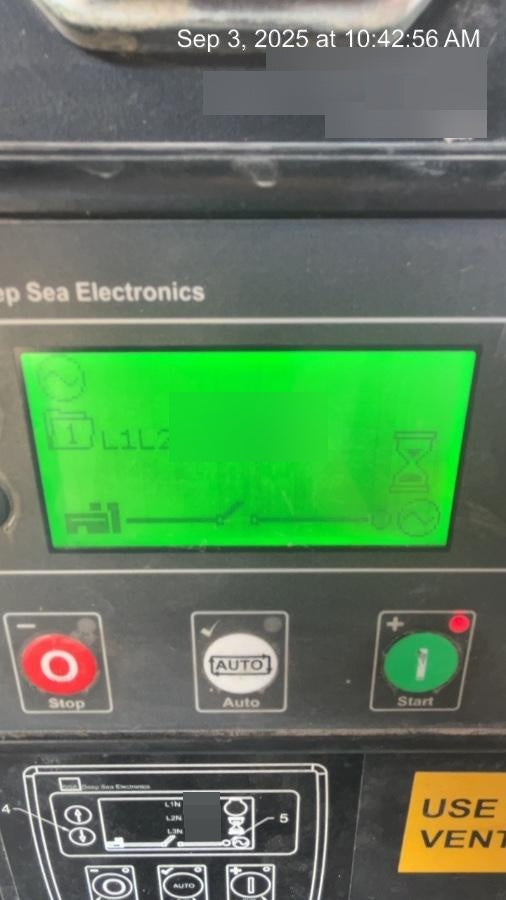 Sep 3, 2025 at 10:42:56 AM
ep Sea Electronics
1
L1L2
O
AUTO
I
Stop
Auto
Start
Deep Sea Electronics
L1N
L2N
L3N
4
5
AUTO
USE
VENT